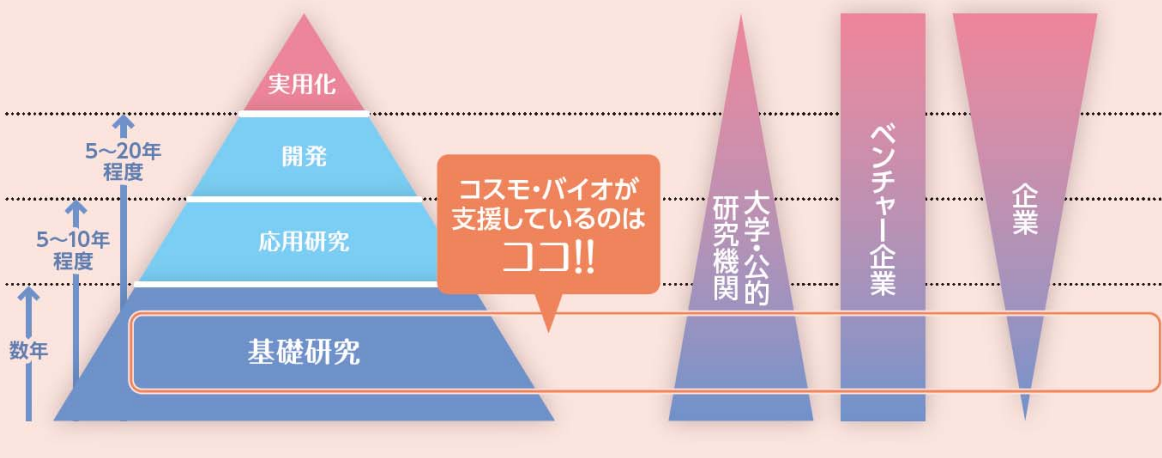 実用化
開発
応用研究
基礎研究
5〜20年
程度
5〜10年
程度
数年
コスモ・バイオが
支援しているのは
ココ!!
大学・公的
研究機関
ベンチャー企業
企業